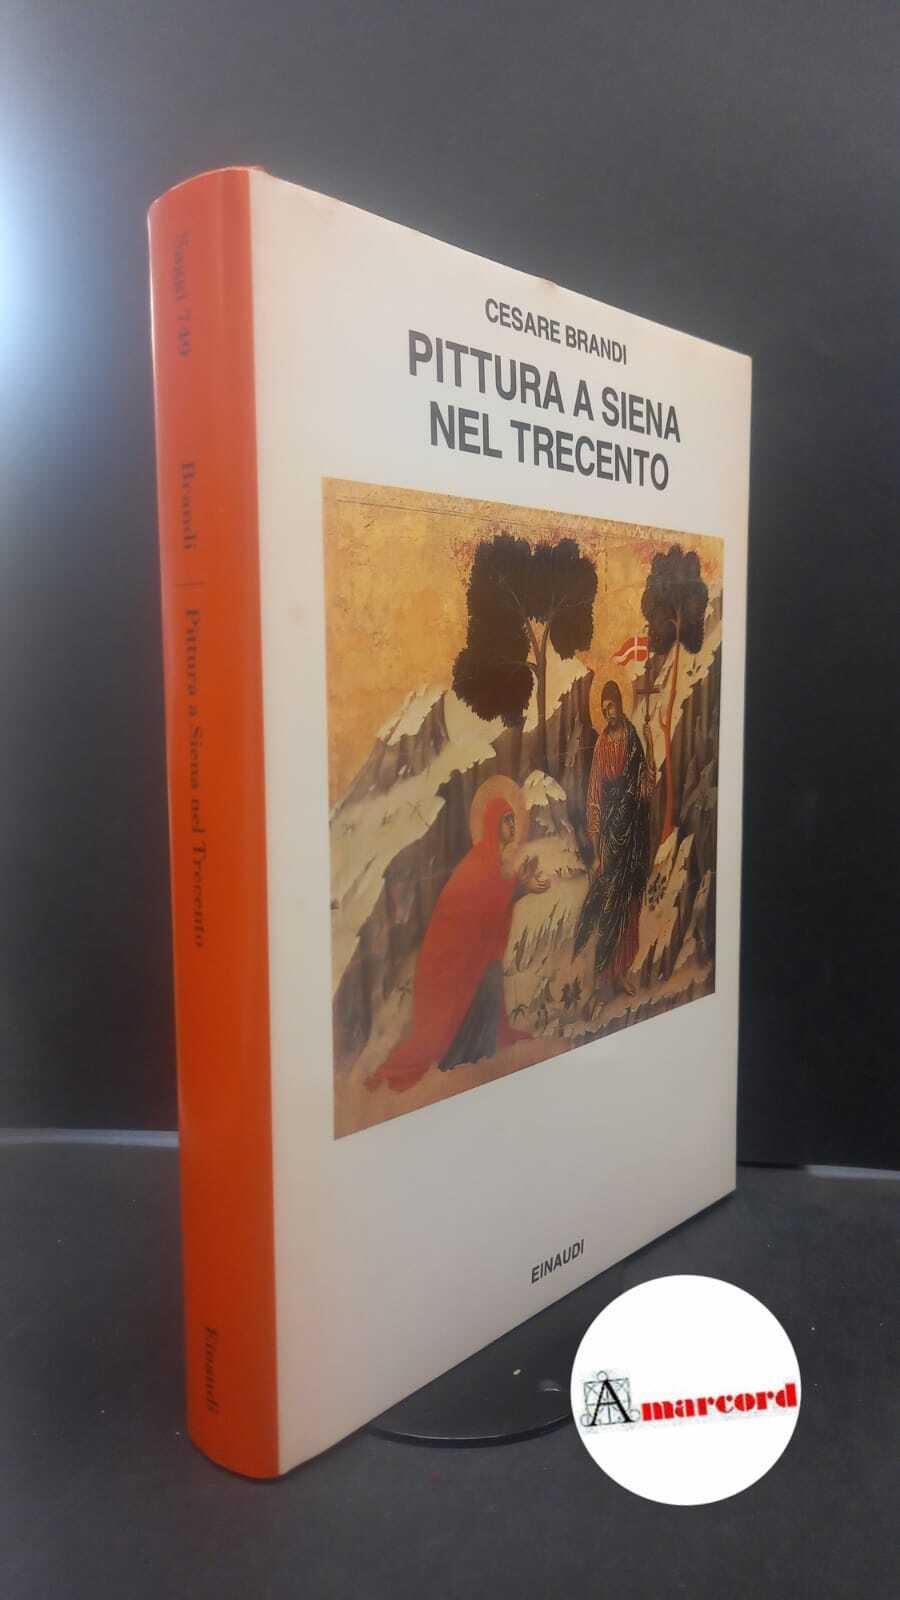 Saggi 749
Brandi | Pittura a Siena nel Trecento
Einaudi
CESARE BRANDI
PITTURA A SIENA
NEL TRECENTO
EINAUDI
Amarcord